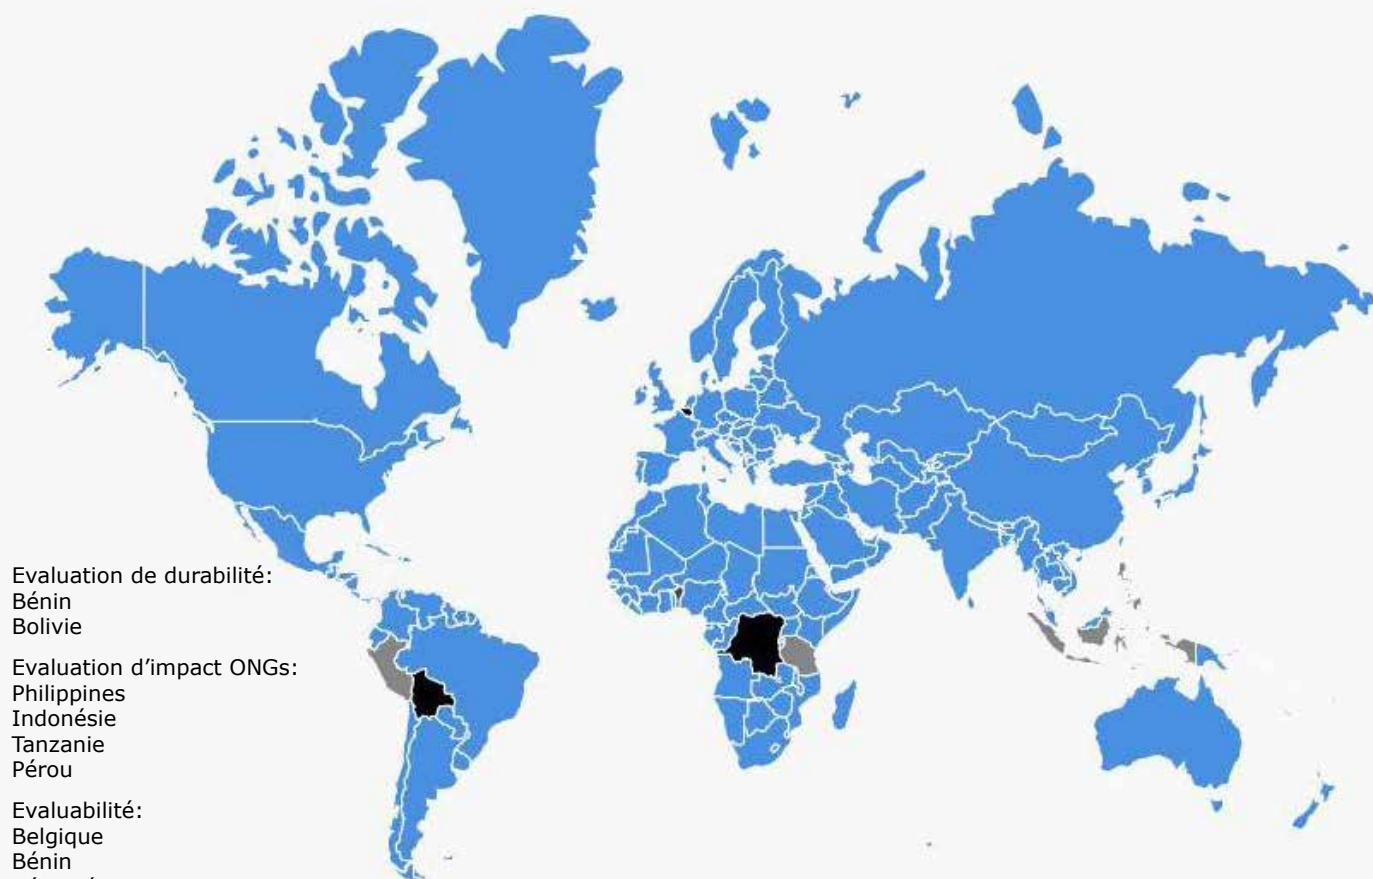 Evaluation de durabilité:
Bénin
Bolivie
Evaluation d'impact ONGs:
Philippines
Indonésie
Tanzanie
Pérou
Evaluabilité:
Belgique
Bénin